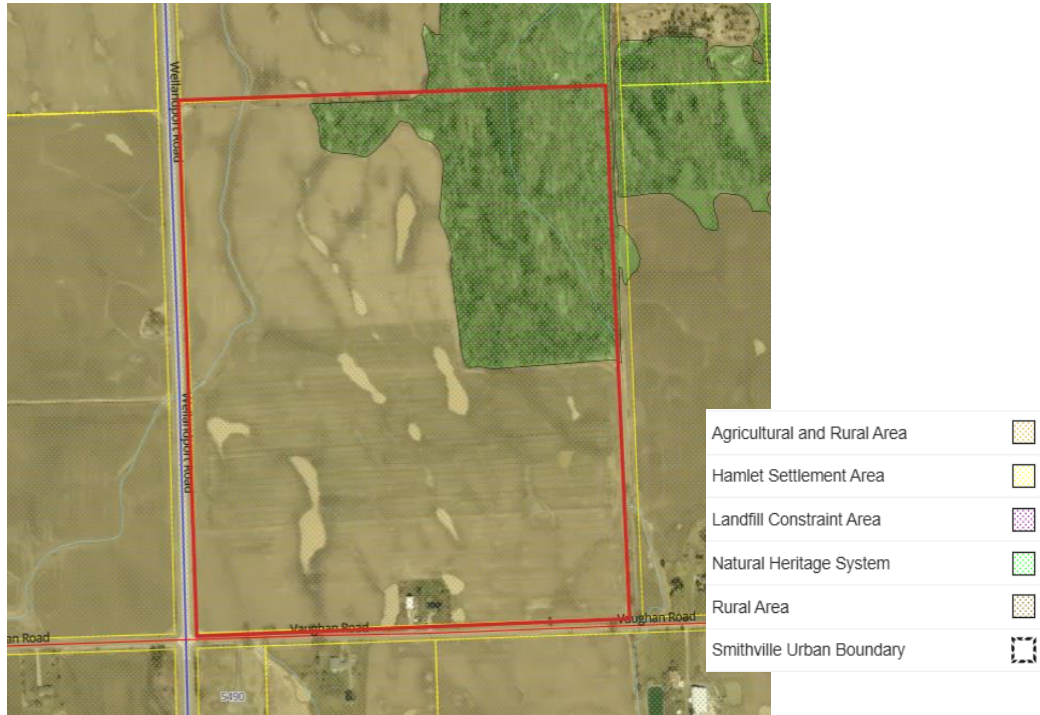 Wellandport Road
Wellandport Road
Agricultural and Rural Area
Hamlet Settlement Area
Landfill Constraint Area
Natural Heritage System
Rural Area
Smithville Urban Boundary
an Road
Vaughan Road
Vaughan Road
5490